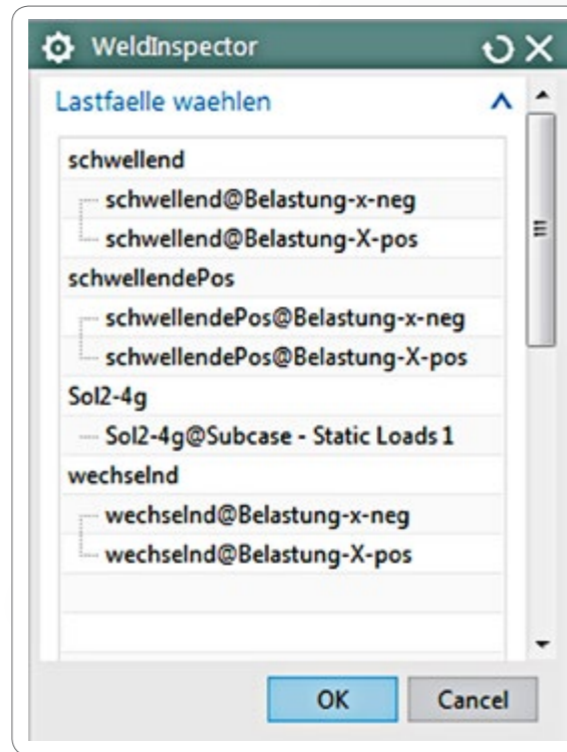 WeldInspector
Lastfaelle waehlen
schwellend
schwellend@Belastung-x-neg
schwellend@Belastung-X-pos
schwellendePos
schwellendePos@Belastung-x-neg
schwellendePos@Belastung-X-pos
Sol2-4g
Sol2-4g@Subcase - Static Loads 1
wechselnd
wechselnd@Belastung-x-neg
wechselnd@Belastung-X-pos
OK Cancel